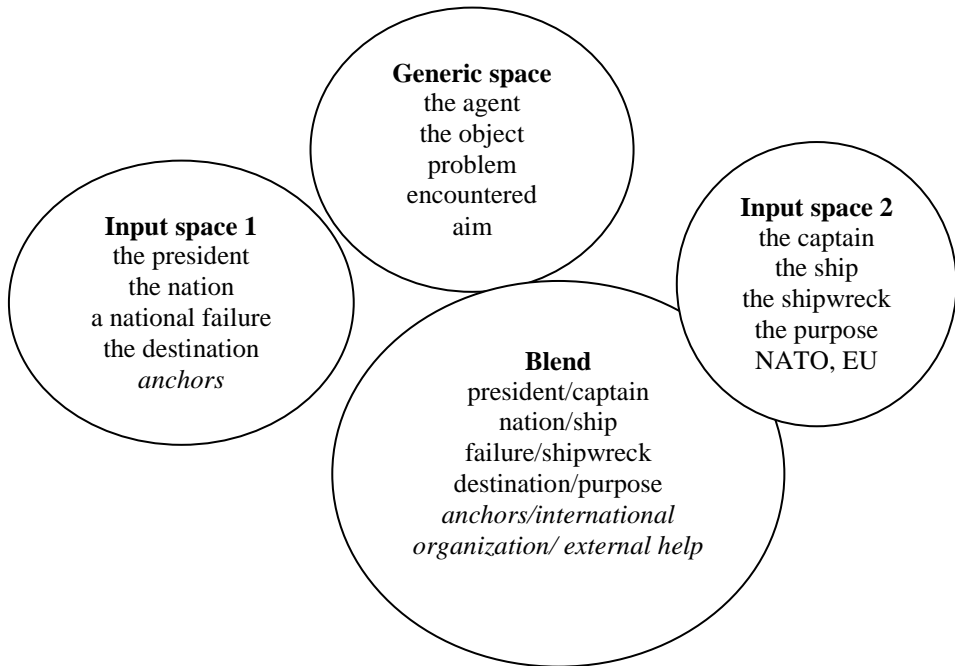 Generic space
the agent
the object
problem
encountered
aim
Input space 1
the president
the nation
a national failure
the destination
anchors
Input space 2
the captain
the ship
the shipwreck
the purpose
NATO, EU
Blend
president/captain
nation/ship
failure/shipwreck
destination/purpose
anchors/international
organization/ external help